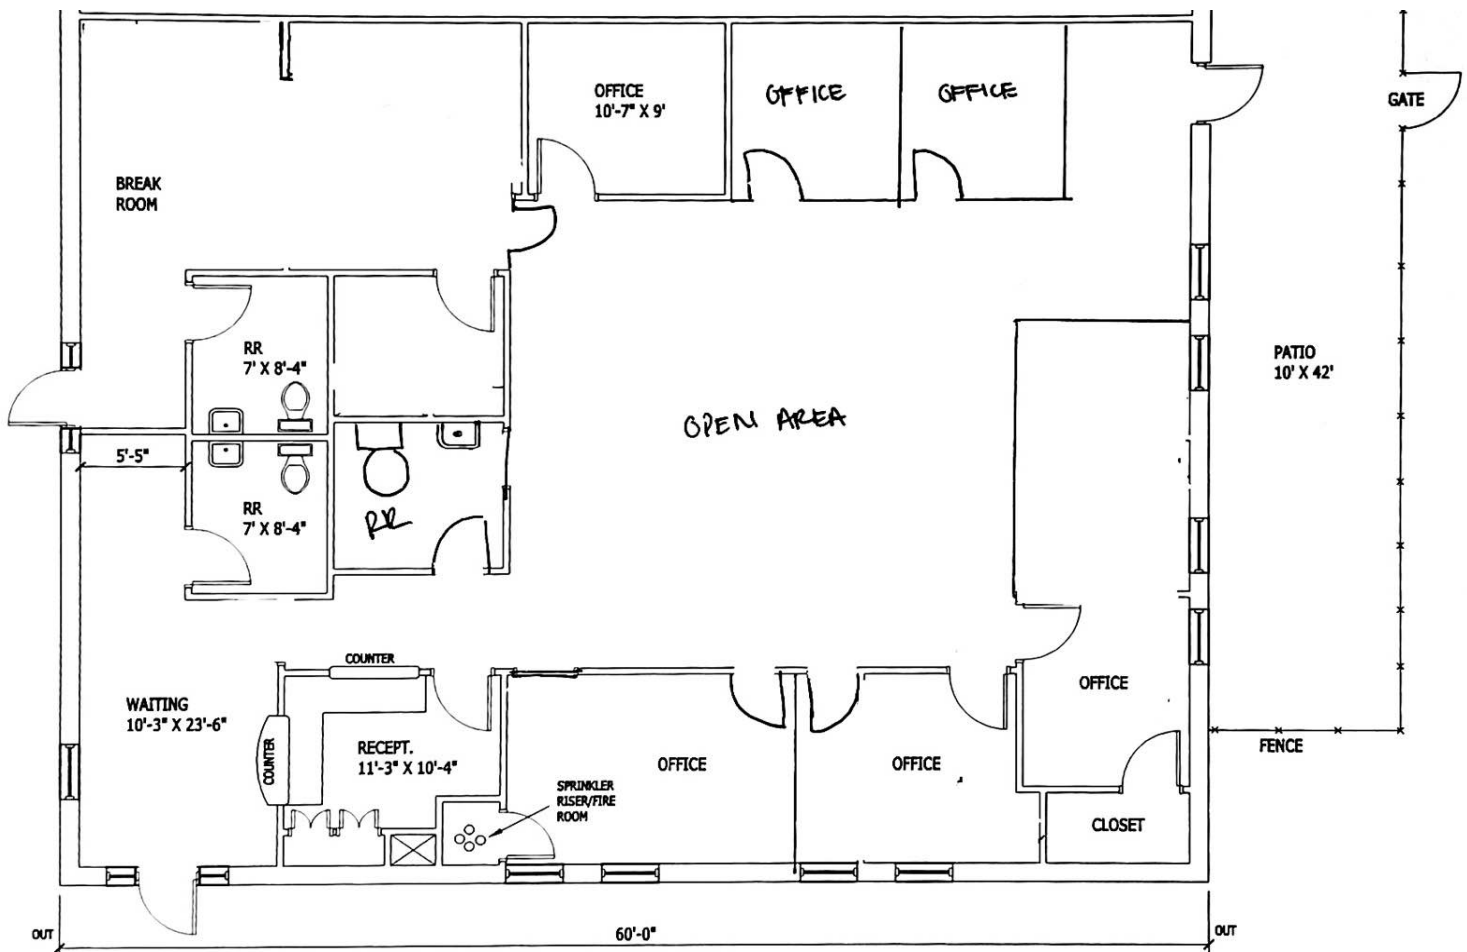 OFFICE
10'-7" X 9'
OFFICE
OFFICE
GATE
BREAK
ROOM
RR
7' X 8'-4"
PATIO
10' X 42'
OPEN AREA
5'-5"
RR
7' X 8'-4"
RR
COUNTER
OFFICE
WAITING
10'-3" X 23'-6"
COUNTER
RECEPT.
11'-3" X 10'-4"
OFFICE
OFFICE
FENCE
SPRINKLER
RISER/FIRE
ROOM
CLOSET
OUT
60'-0"
OUT